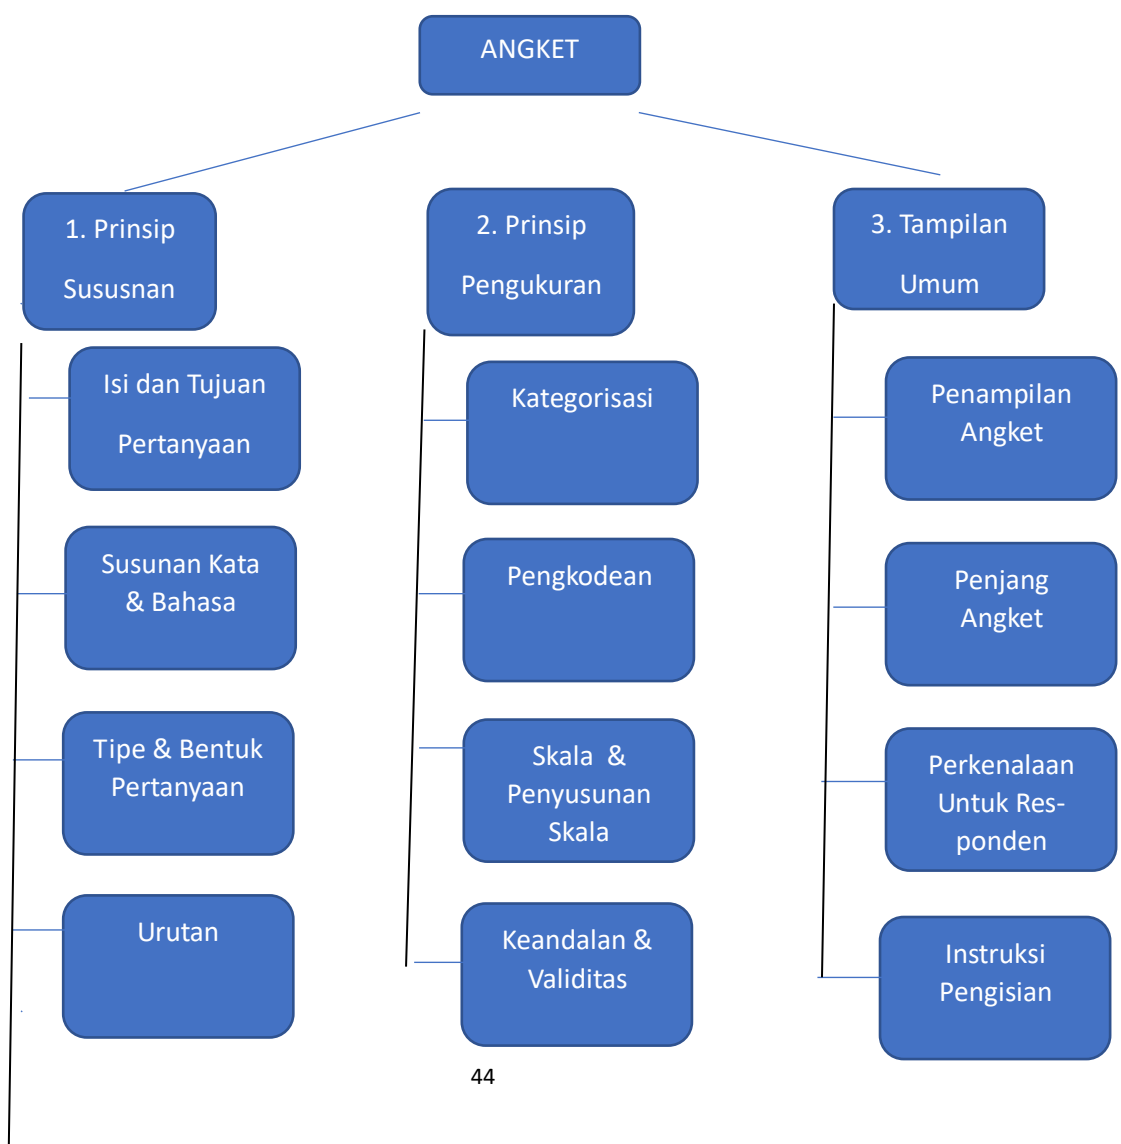 ANGKET
1. Prinsip
Sususnan
2. Prinsip
Pengukuran
3. Tampilan
Umum
Isi dan Tujuan
Pertanyaan
Susunan Kata
& Bahasa
Tipe & Bentuk
Pertanyaan
Urutan
Kategorisasi
Pengkodean
Skala &
Penyusunan
Skala
Keandalan &
Validitas
Penampilan
Angket
Penjang
Angket
Perkenalaan
Untuk Res-
ponden
Instruksi
Pengisian
44